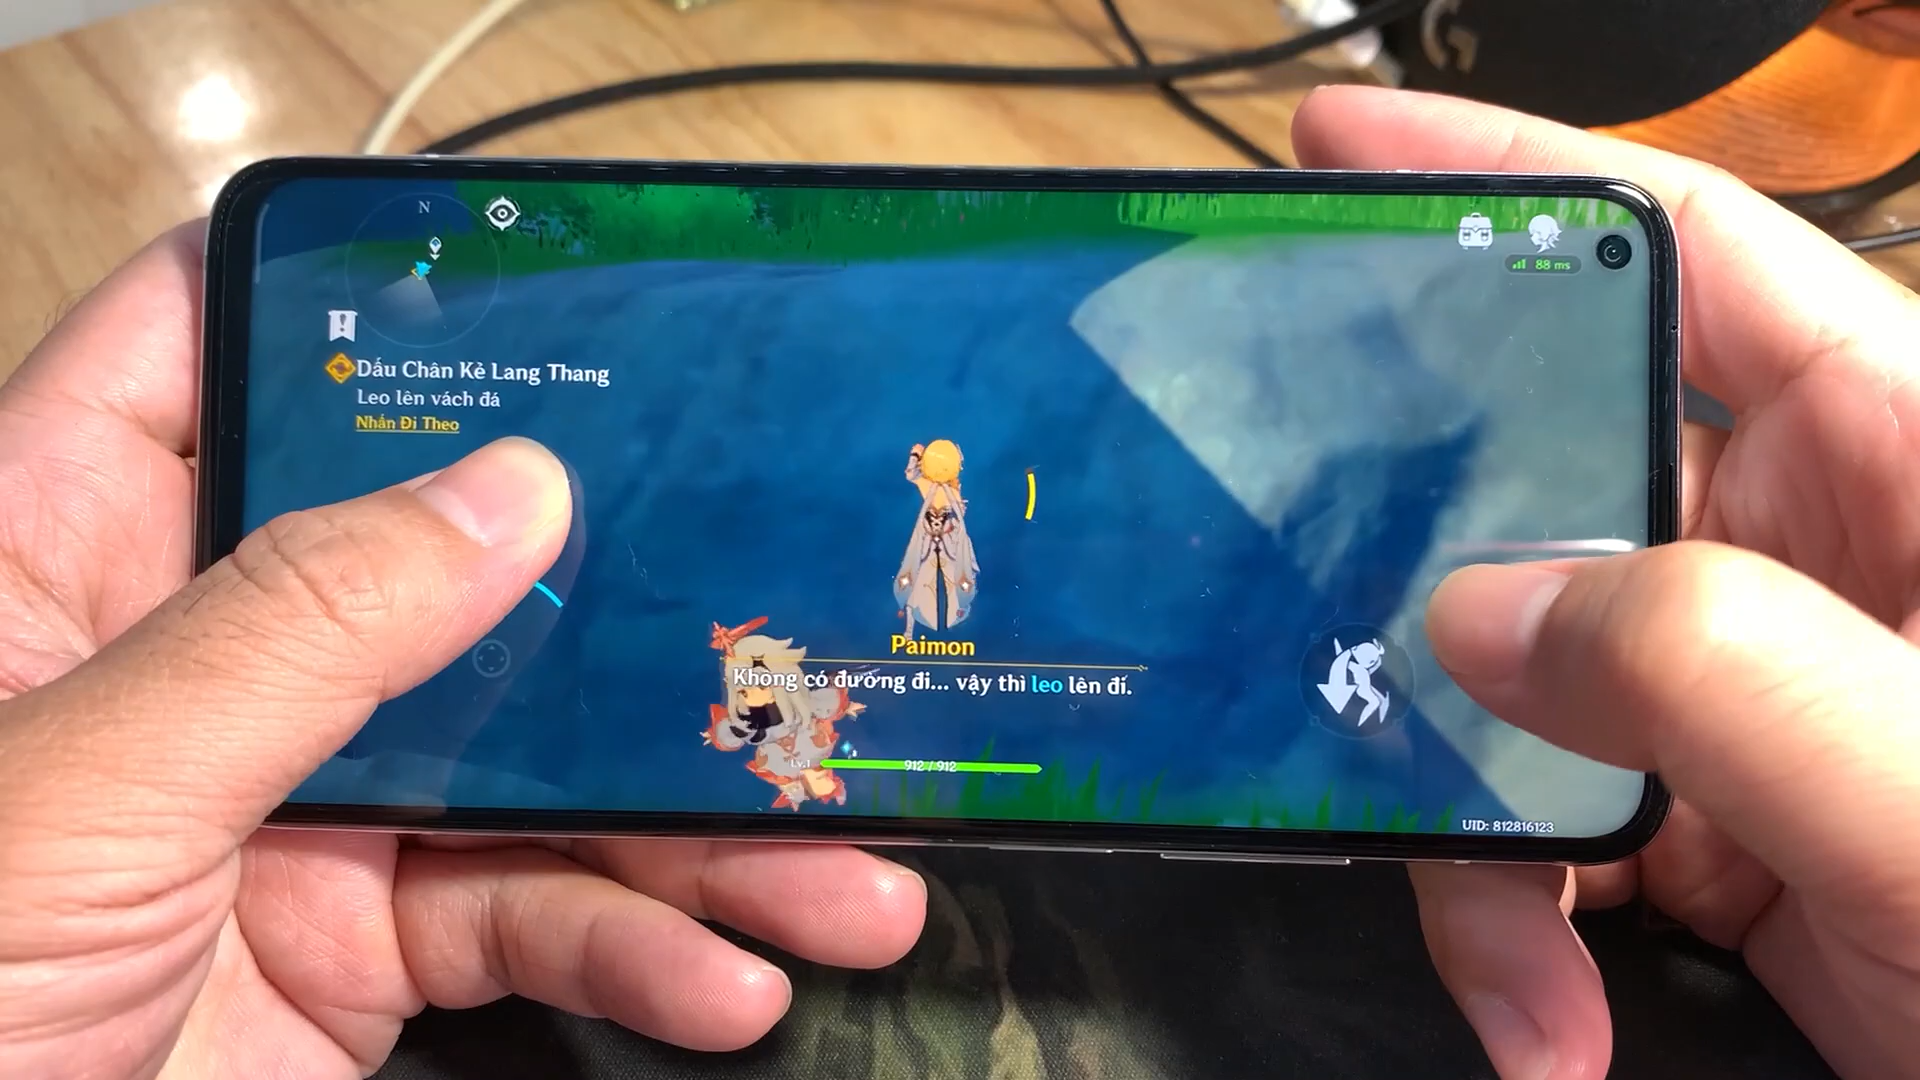 N
88 ms
Dấu Chân Kẻ Lang Thang
Leo lên vách đá
Nhấn Đi Theo
Paimon
Không có đường đi... vậy thì leo lên đi.
Lv.1
912 / 912
UID: 812816123